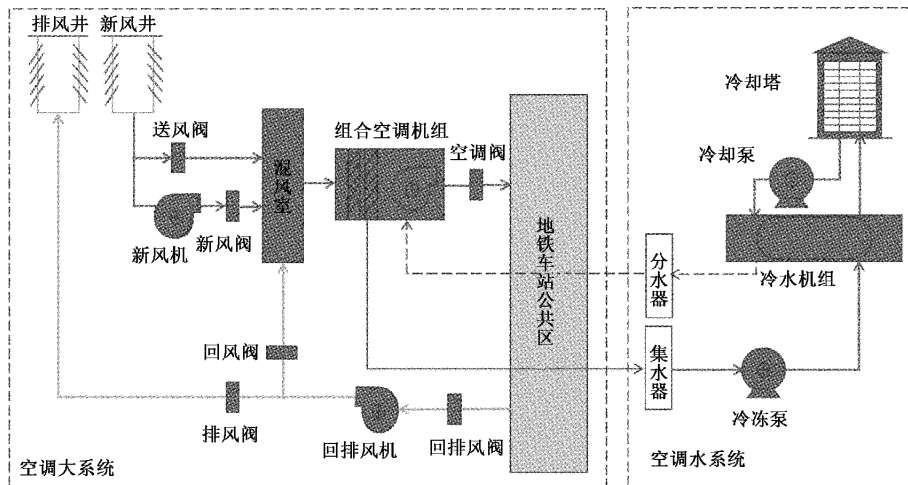 排风井 新风井
送风阀
混风室
组合空调机组
空调阀
新风机 新风阀
地铁车站公共区
回风阀
排风阀
回排风机 回排风阀
空调大系统
冷却塔
冷却泵
分水器
冷水机组
集水器
冷冻泵
空调水系统